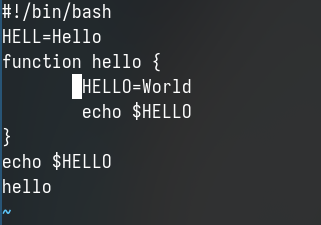 #!/bin/bash
HELL=Hello
function hello {
        HELLO=World
        echo $HELLO
}
echo $HELLO
hello
~